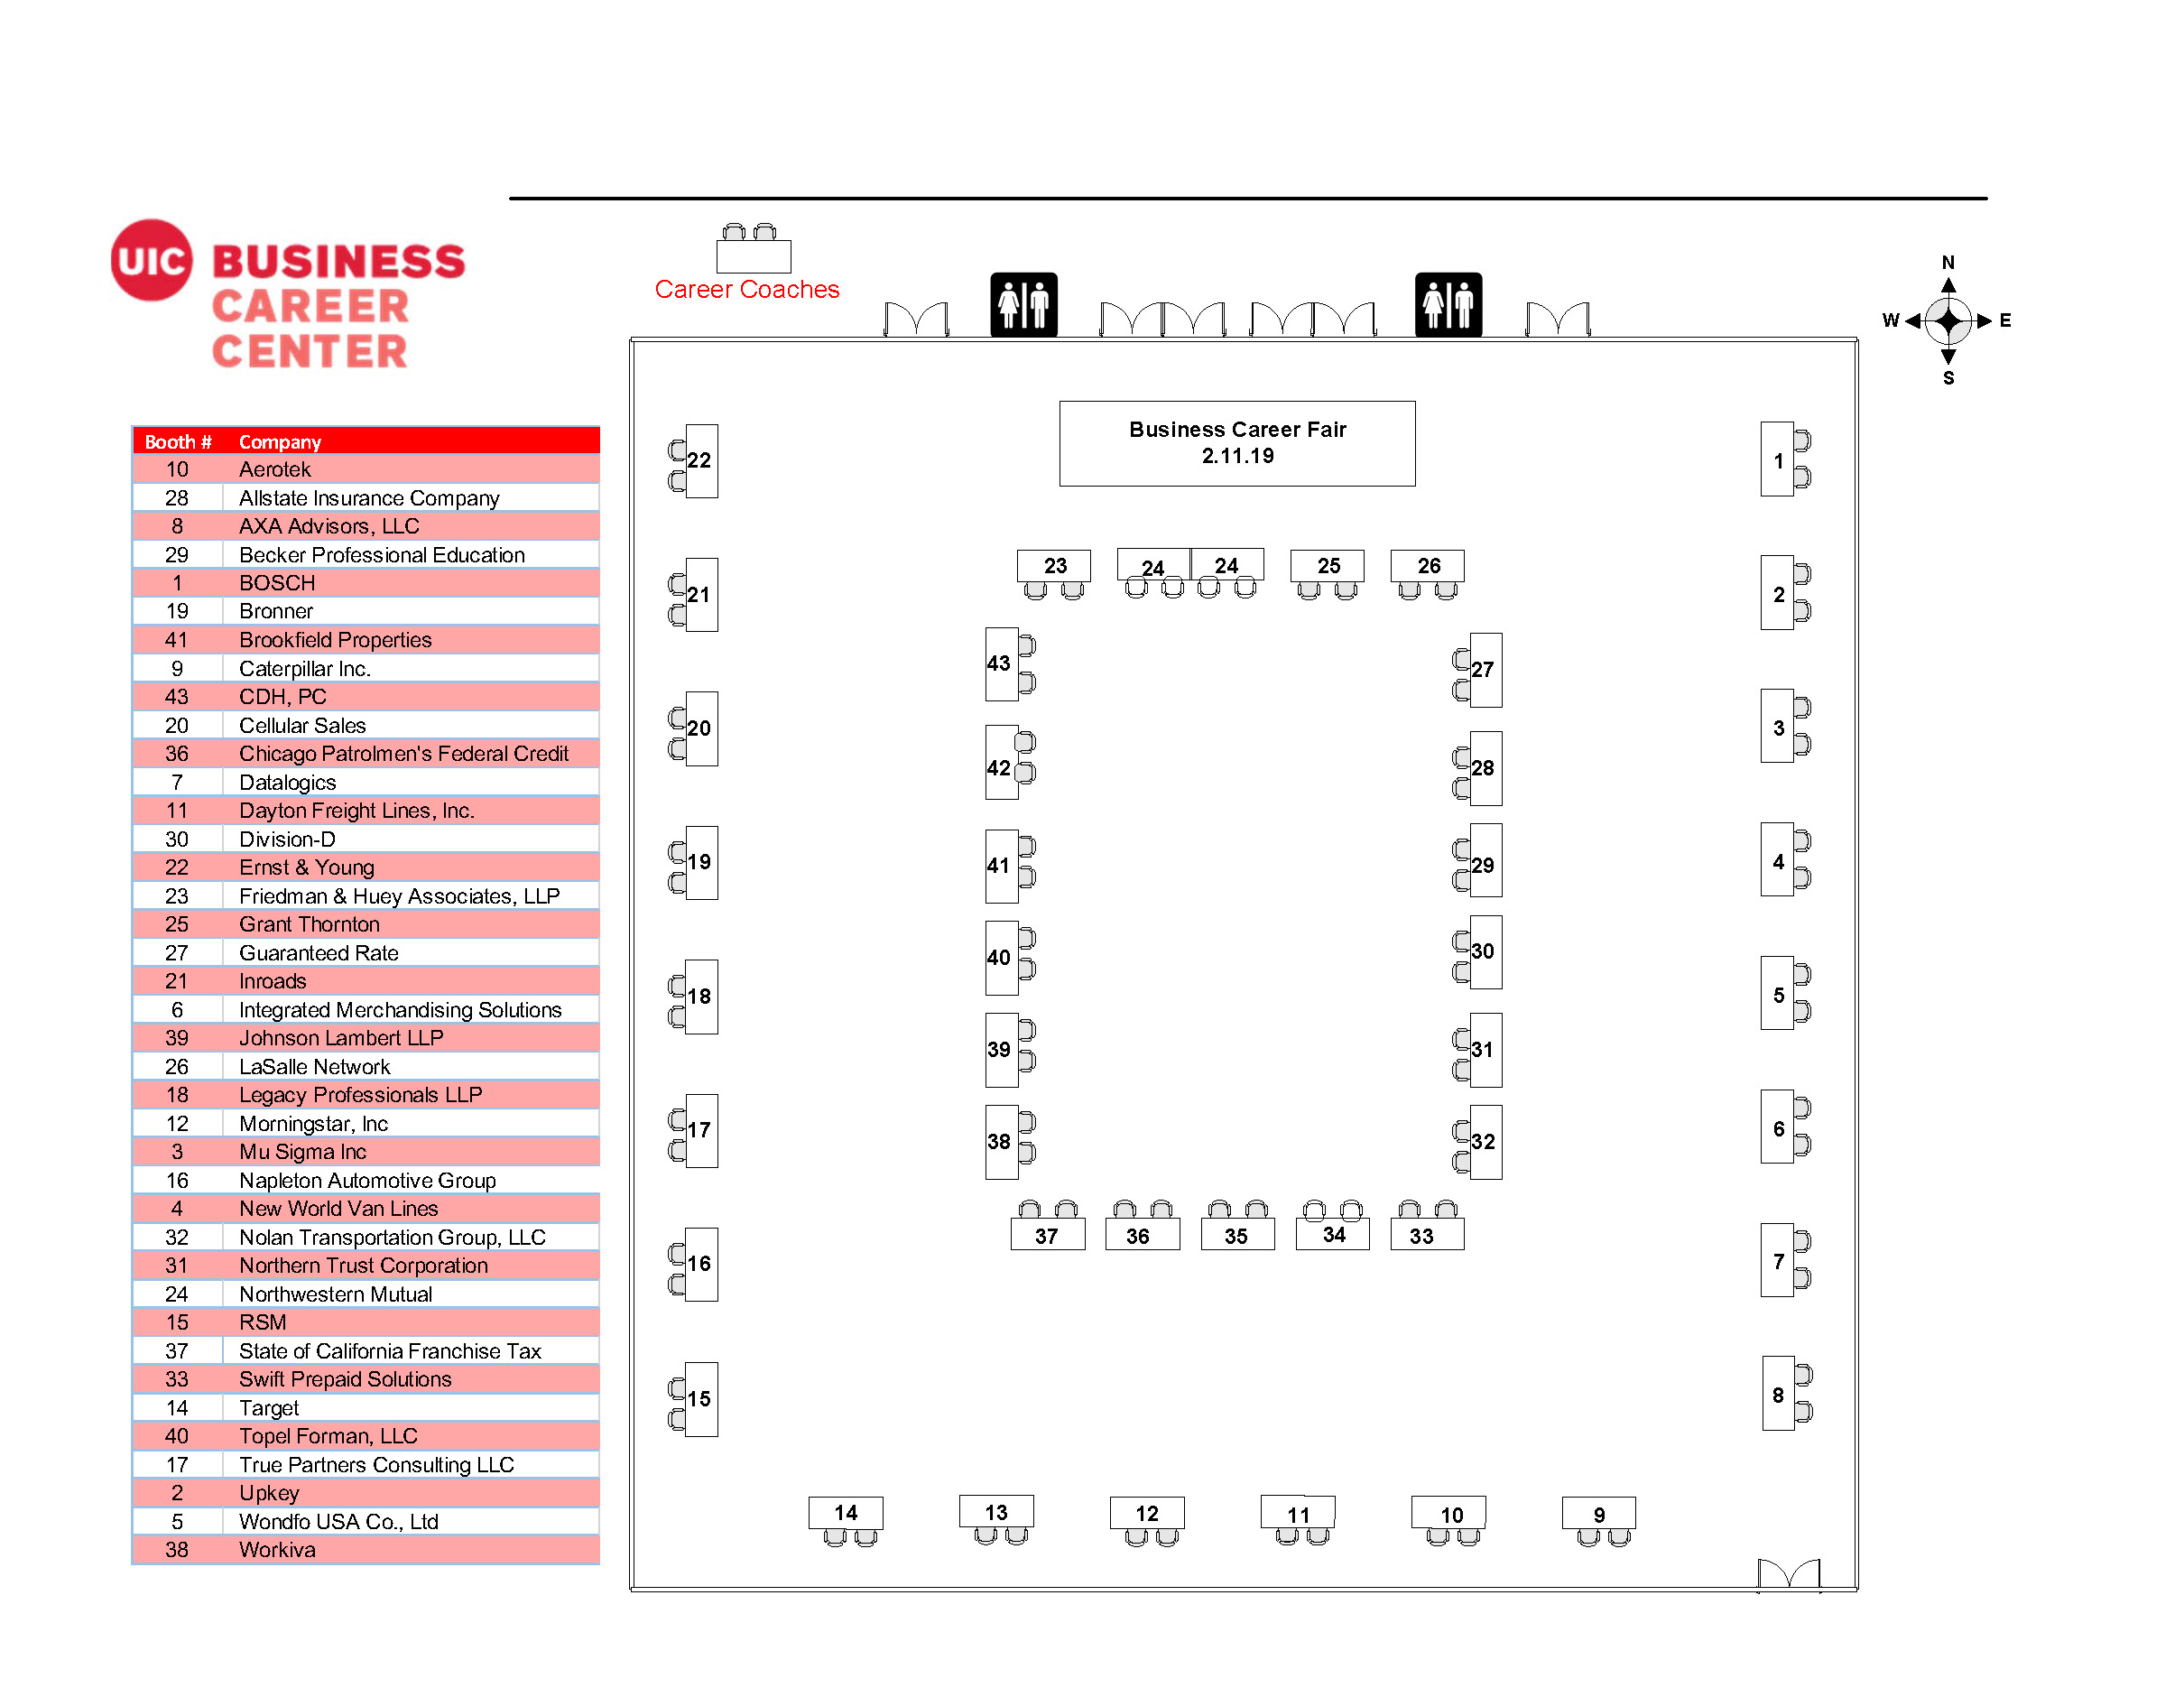 UIC BUSINESS
CAREER
CENTER
Career Coaches
N
W E
S
Business Career Fair
2.11.19
Booth # Company
10 Aerotek
28 Allstate Insurance Company
8 AXA Advisors, LLC
29 Becker Professional Education
1 BOSCH
19 Bronner
41 Brookfield Properties
9 Caterpillar Inc.
43 CDH, PC
20 Cellular Sales
36 Chicago Patrolmen's Federal Credit
7 Datalogics
11 Dayton Freight Lines, Inc.
30 Division-D
22 Ernst & Young
23 Friedman & Huey Associates, LLP
25 Grant Thornton
27 Guaranteed Rate
21 Inroads
6 Integrated Merchandising Solutions
39 Johnson Lambert LLP
26 LaSalle Network
18 Legacy Professionals LLP
12 Morningstar, Inc
3 Mu Sigma Inc
16 Napleton Automotive Group
4 New World Van Lines
32 Nolan Transportation Group, LLC
31 Northern Trust Corporation
24 Northwestern Mutual
15 RSM
37 State of California Franchise Tax
33 Swift Prepaid Solutions
14 Target
40 Topel Forman, LLC
17 True Partners Consulting LLC
2 Upkey
5 Wondfo USA Co., Ltd
38 Workiva
22
21
20
19
18
17
16
15
23 24 24 25 26
43
42
41
40
39
38
27
28
29
30
31
32
37 36 35 34 33
1
2
3
4
5
6
7
8
14 13 12 11 10 9